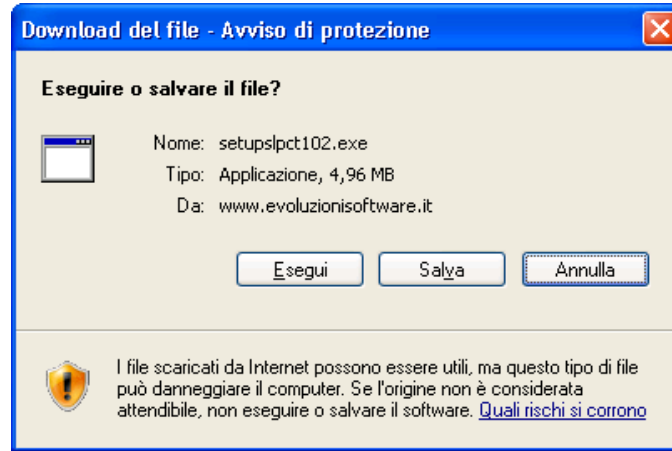 Download del file - Avviso di protezione
Eseguire o salvare il file?
Nome: setupslpct102.exe
Tipo: Applicazione, 4,96 MB
Da: www.evoluzionisoftware.it
Esegui Salva Annulla
I file scaricati da Internet possono essere utili, ma questo tipo di file
può danneggiare il computer. Se l'origine non è considerata
attendibile, non eseguire o salvare il software. Quali rischi si corrono